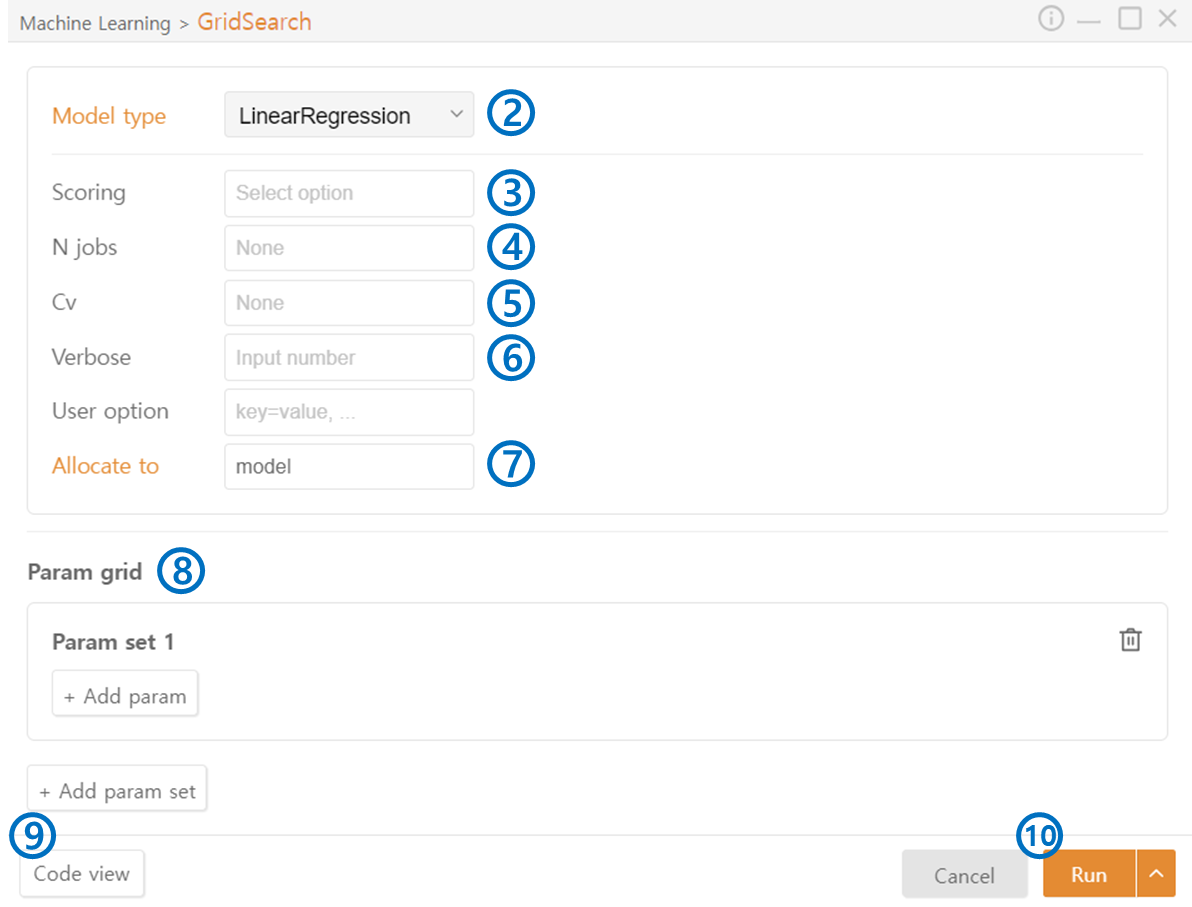 Machine Learning > GridSearch
Model type LinearRegression ②
Scoring Select option ③
N jobs None ④
Cv None ⑤
Verbose Input number ⑥
User option key=value, ...
Allocate to model ⑦
Param grid ⑧
Param set 1
+ Add param
+ Add param set
⑨ ⑩
Code view Cancel Run